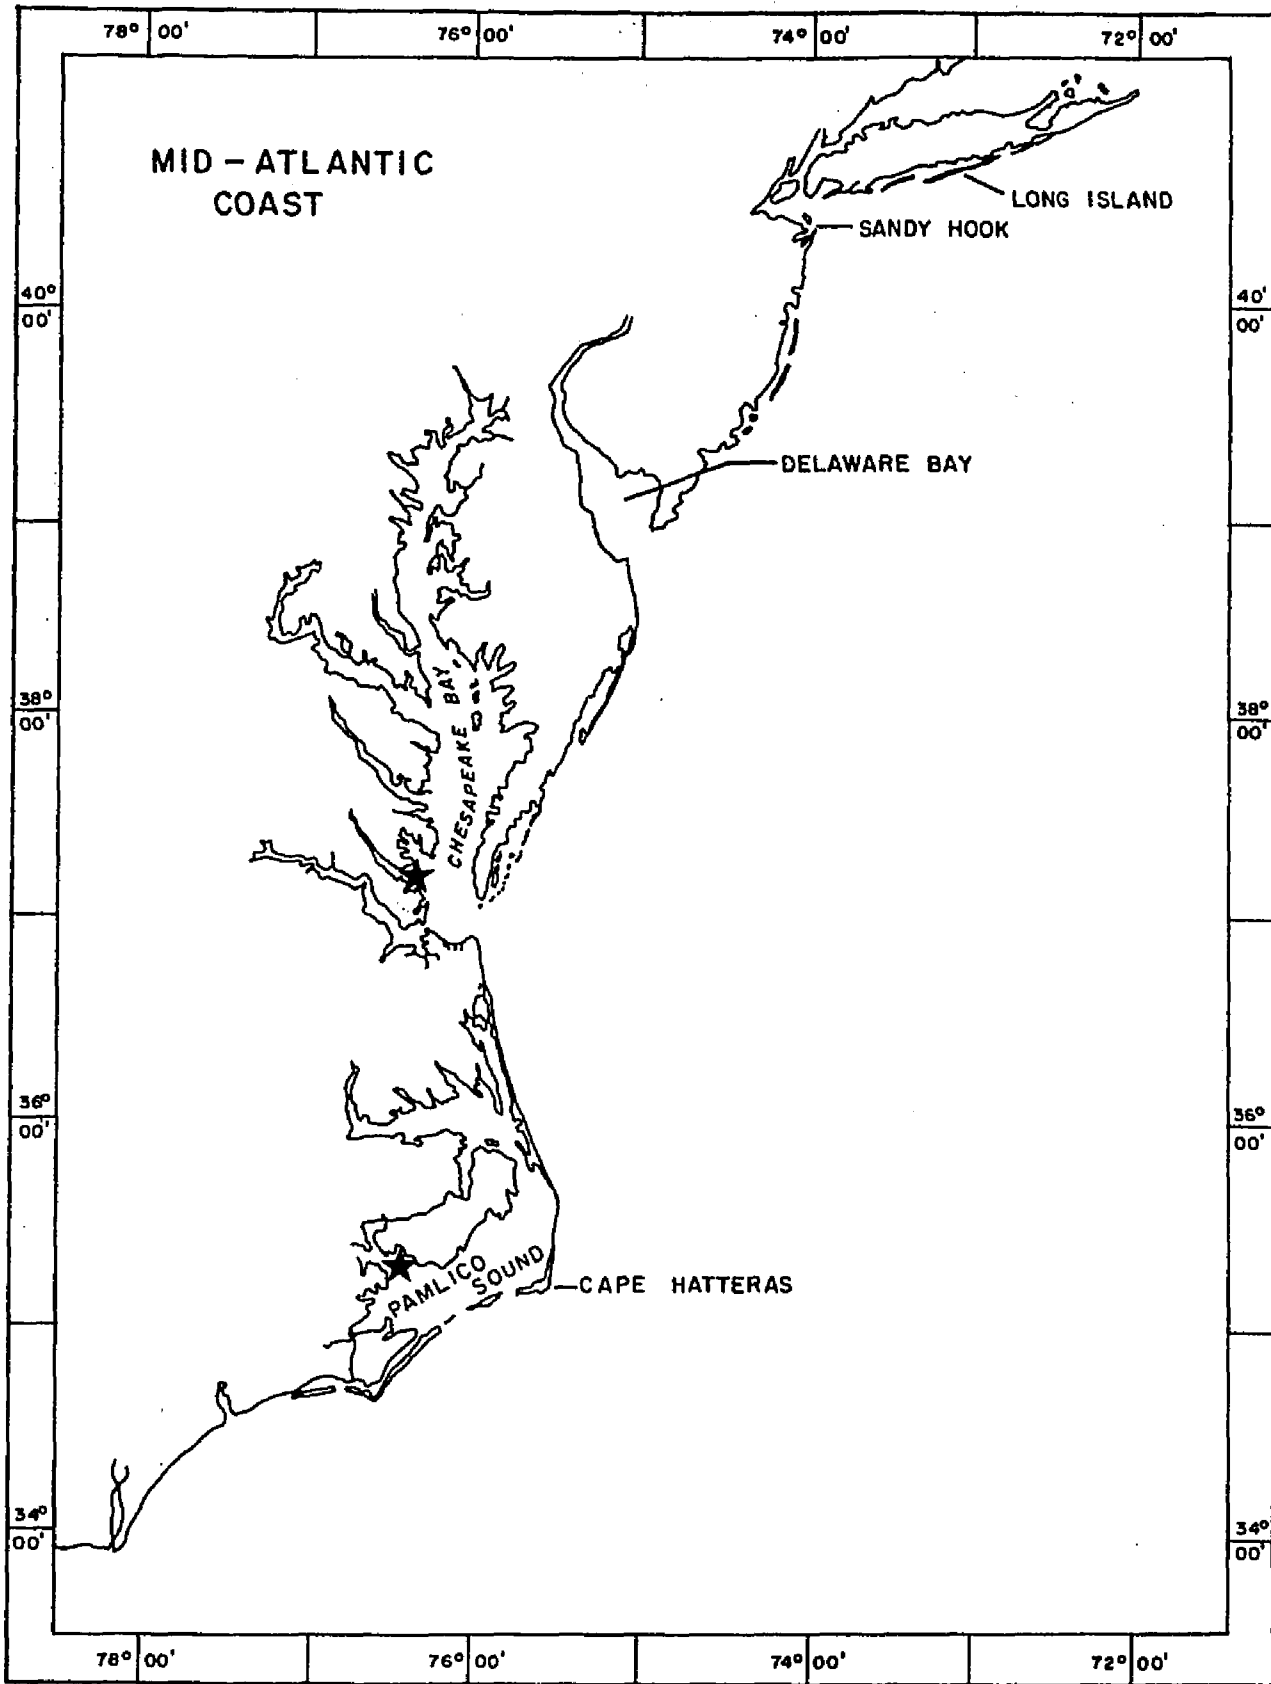 78° 00' 76° 00' 74° 00' 72° 00'
MID – ATLANTIC
COAST
LONG ISLAND
SANDY HOOK
40°
00'
40'
00'
DELAWARE BAY
CHESAPEAKE BAY
38°
00'
38°
00'
36°
00'
36°
00'
PAMLICO
SOUND
CAPE HATTERAS
34°
00'
34°
00'
78° 00' 76° 00' 74° 00' 72° 00'